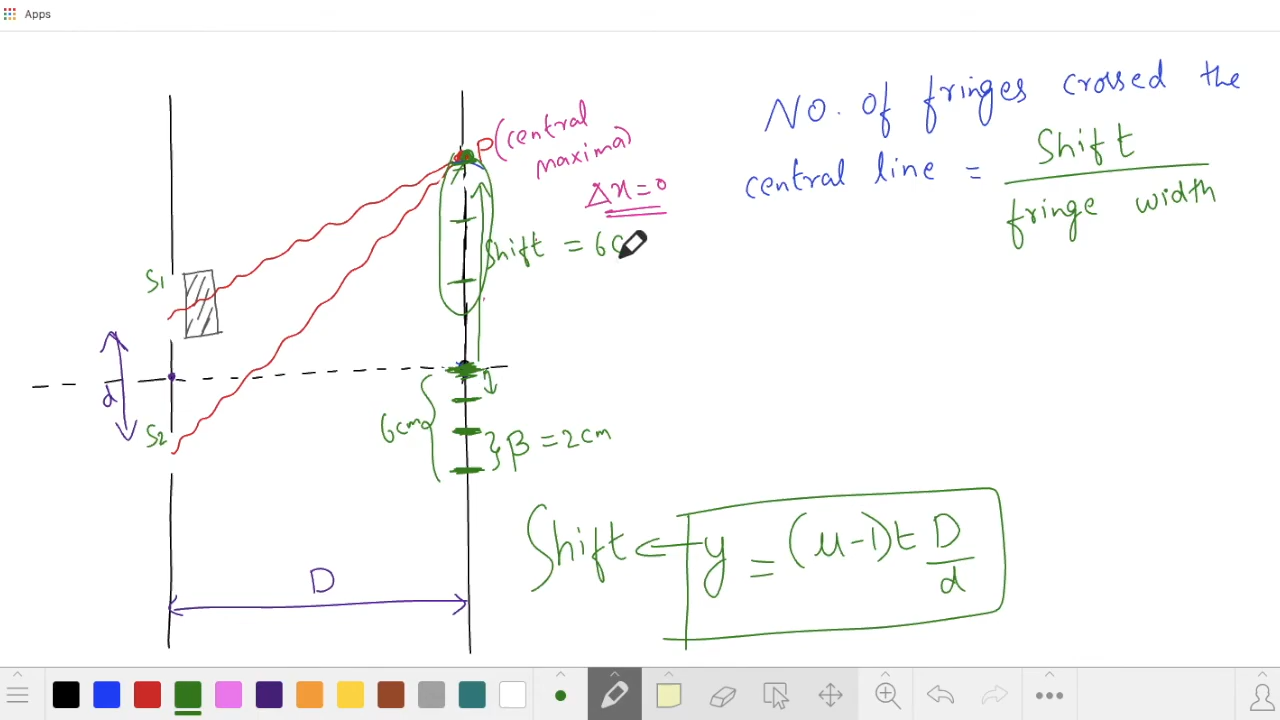 Apps
NO. of fringes crossed the
central line = Shift / fringe width
P(central
maxima)
Δx=0
Shift = 6c
S1
d
S2
6cm
}β = 2cm
Shift ← y = (μ-1)t D/d
D